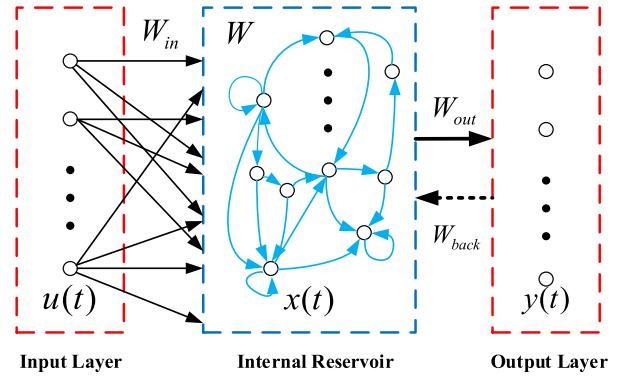 W_in
W
W_out
W_back
u(t)
x(t)
y(t)
Input Layer
Internal Reservoir
Output Layer